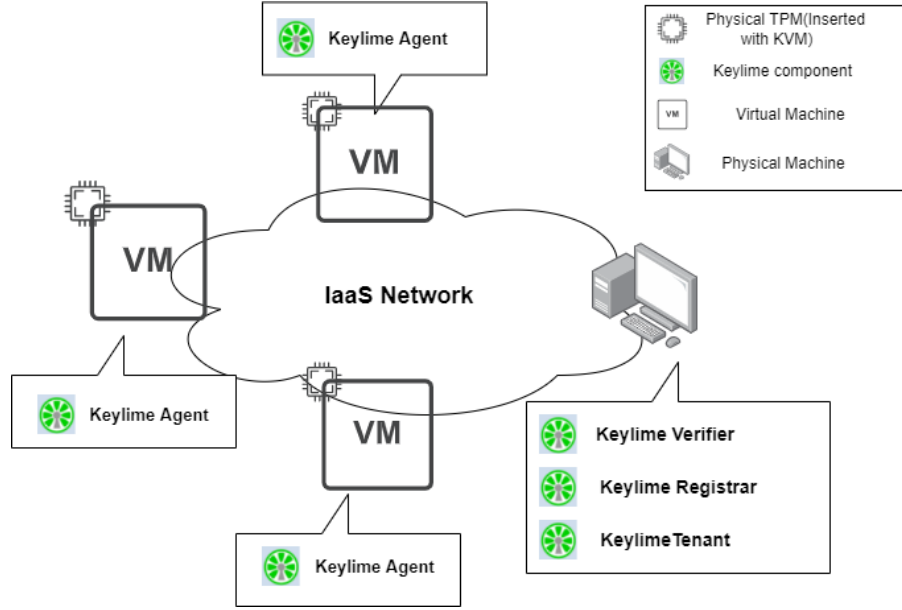 Keylime Agent
VM
Physical TPM(Inserted
with KVM)
Keylime component
VM
Virtual Machine
Physical Machine
VM
IaaS Network
Keylime Agent
VM
Keylime Agent
Keylime Verifier
Keylime Registrar
KeylimeTenant